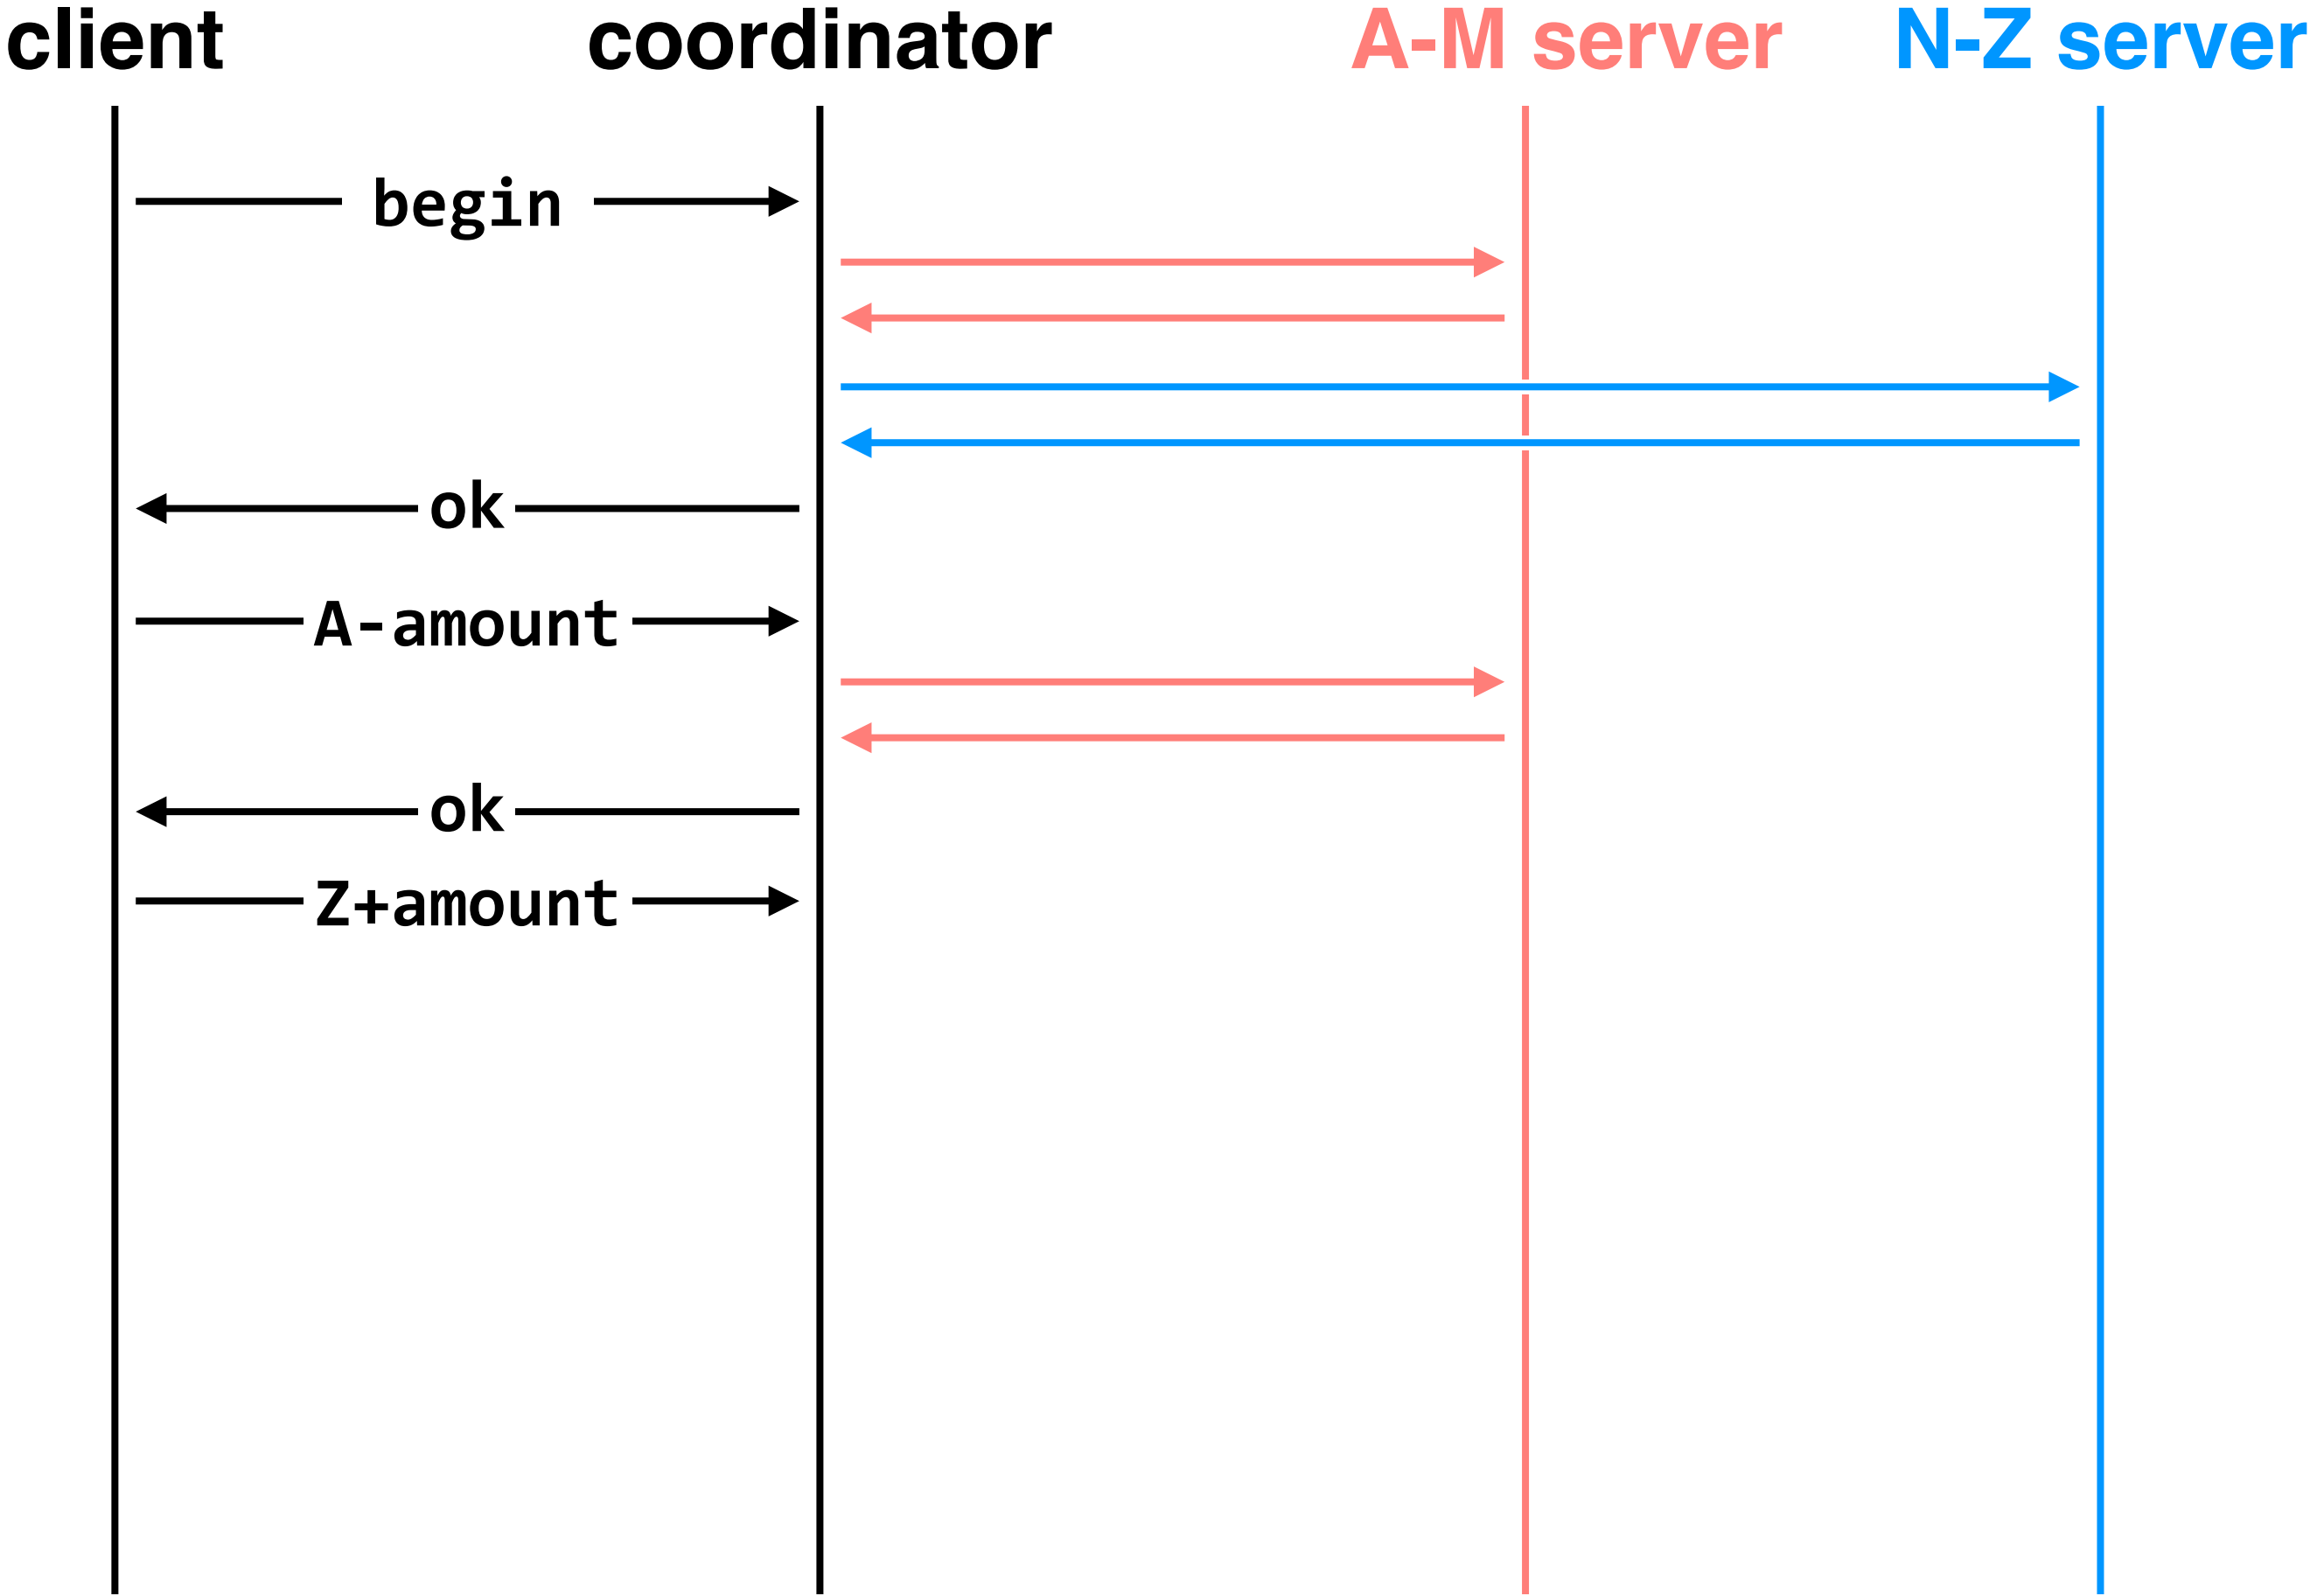 client coordinator A-M server N-Z server
begin
ok
A-amount
ok
Z+amount